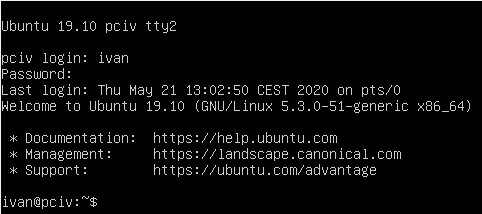 Ubuntu 19.10 pciv tty2
pciv login: ivan
Password:
Last login: Thu May 21 13:02:50 CEST 2020 on pts/0
Welcome to Ubuntu 19.10 (GNU/Linux 5.3.0-51-generic x86_64)
* Documentation:  https://help.ubuntu.com
* Management:     https://landscape.canonical.com
* Support:        https://ubuntu.com/advantage
ivan@pciv:~$